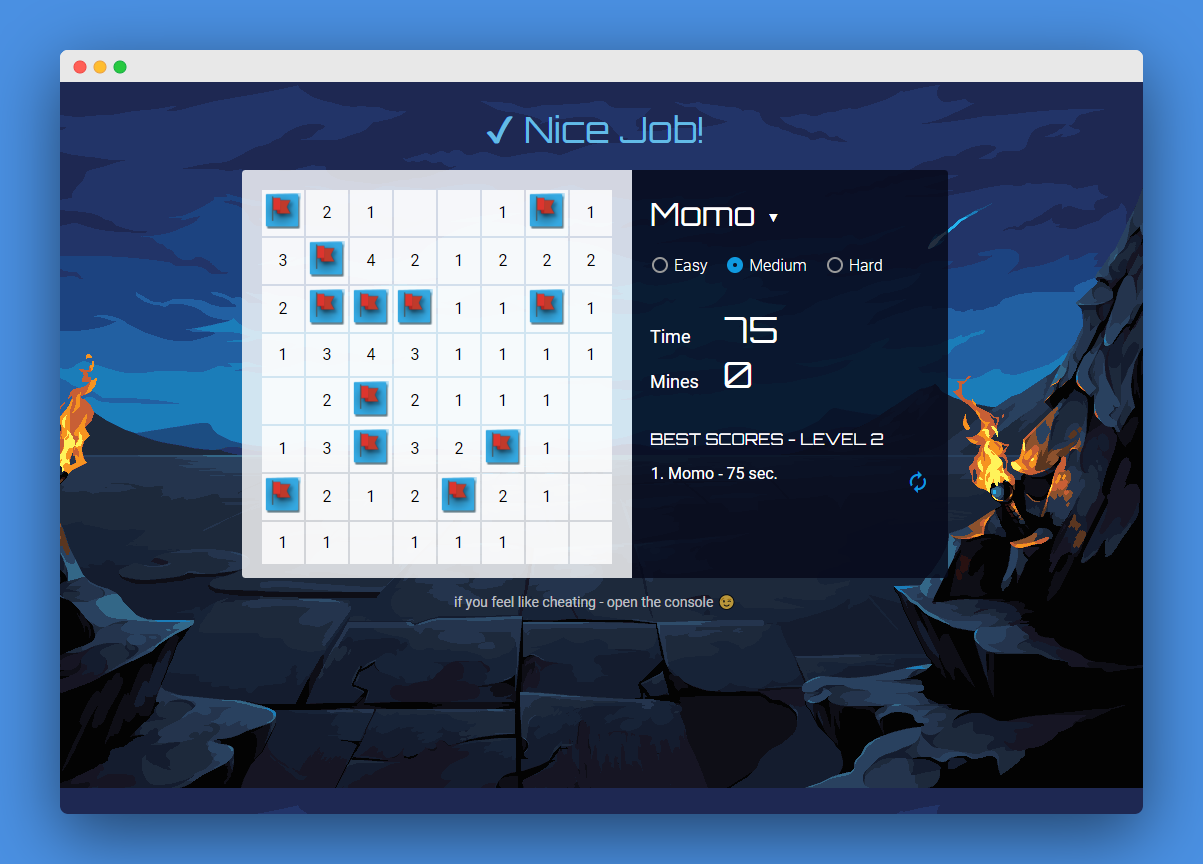 ✓ Nice Job!
2 1 1 1
3 4 2 1 2 2 2
2 1 1 1
1 3 4 3 1 1 1 1
2 2 1 1 1
1 3 3 2 1
2 1 2 2 1
1 1 1 1 1
Momo ▼
Easy Medium Hard
Time 75
Mines 0
BEST SCORES - LEVEL 2
1. Momo - 75 sec.
if you feel like cheating - open the console 😉